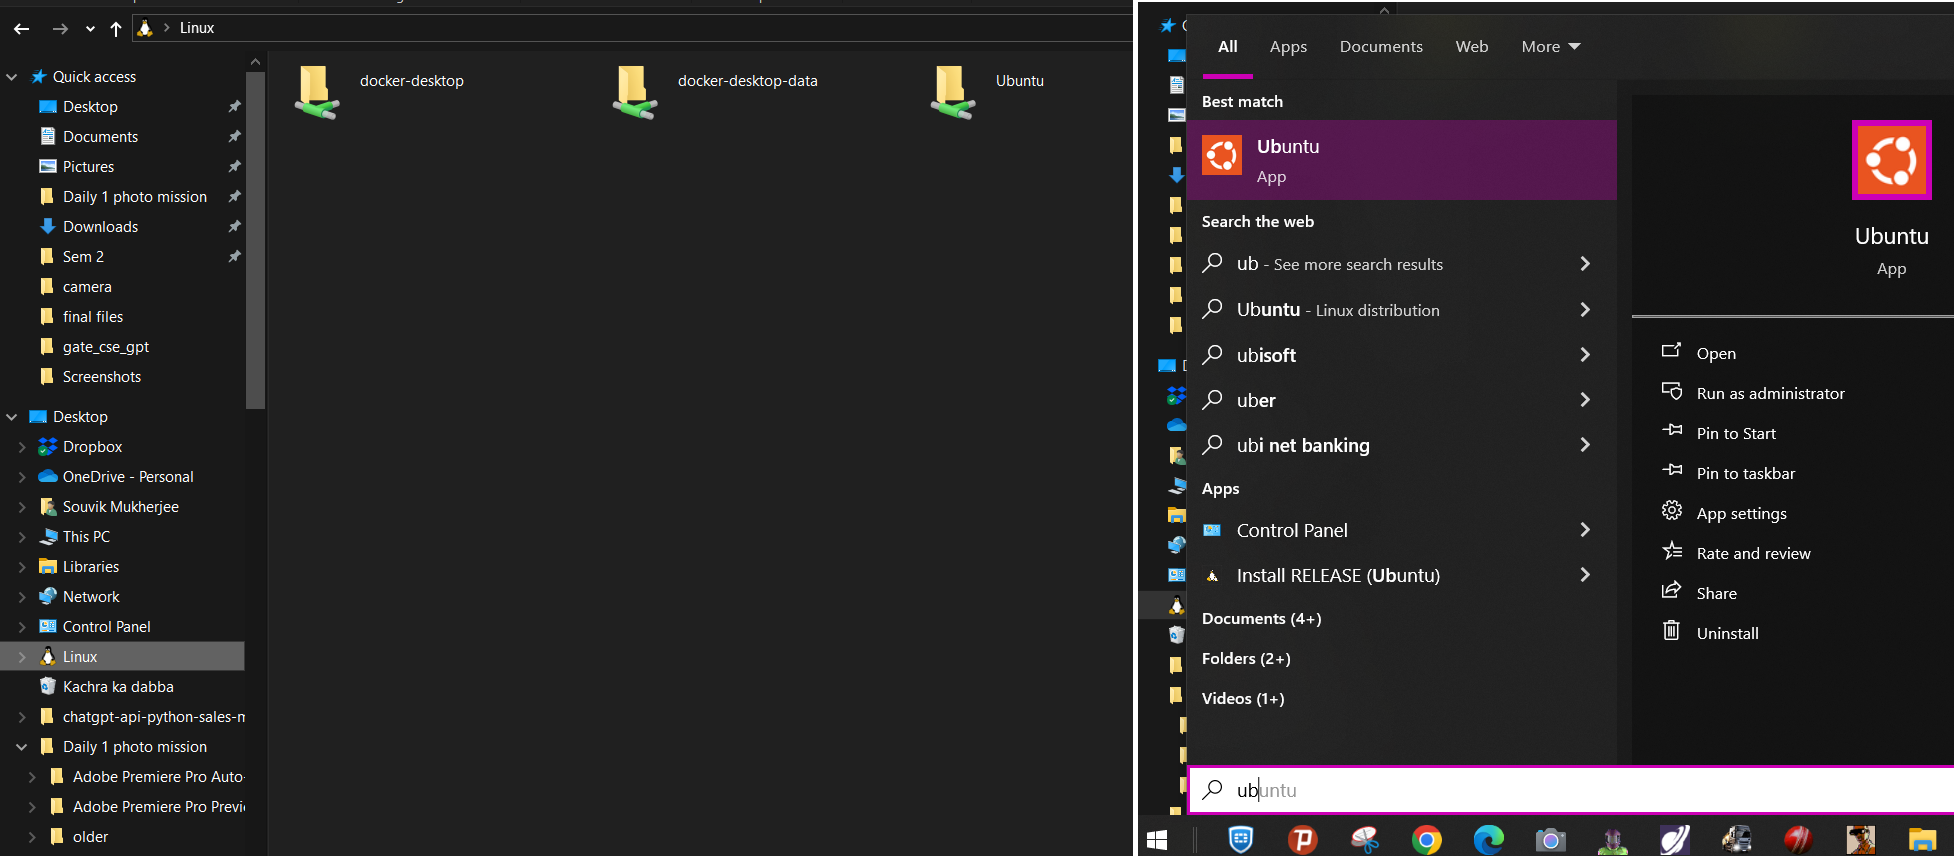 Linux
Quick access
Desktop
Documents
Pictures
Daily 1 photo mission
Downloads
Sem 2
camera
final files
gate_cse_gpt
Screenshots
Desktop
Dropbox
OneDrive - Personal
Souvik Mukherjee
This PC
Libraries
Network
Control Panel
Linux
Kachra ka dabba
chatgpt-api-python-sales-m
Daily 1 photo mission
Adobe Premiere Pro Auto-
Adobe Premiere Pro Previe
older
docker-desktop
docker-desktop-data
Ubuntu
All Apps Documents Web More
Best match
Ubuntu
App
Search the web
ub - See more search results
Ubuntu - Linux distribution
ubisoft
uber
ubi net banking
Apps
Control Panel
Install RELEASE (Ubuntu)
Documents (4+)
Folders (2+)
Videos (1+)
ubuntu
Ubuntu
App
Open
Run as administrator
Pin to Start
Pin to taskbar
App settings
Rate and review
Share
Uninstall